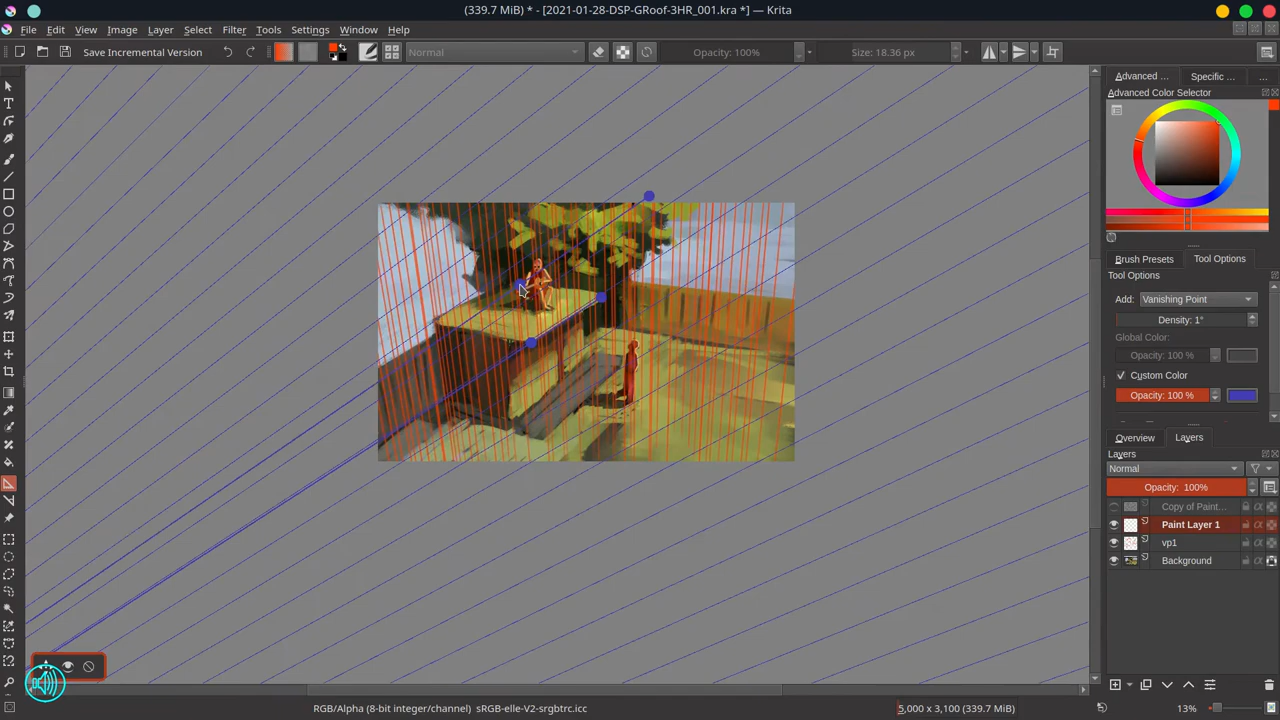 (339.7 MiB) * - [2021-01-28-DSP-GRoof-3HR_001.kra *] — Krita
File Edit View Image Layer Select Filter Tools Settings Window Help
Save Incremental Version Normal Opacity: 100% Size: 18.36 px
Advanced ... Specific ... ...
Advanced Color Selector
Brush Presets Tool Options
Tool Options
Add: Vanishing Point
Density: 1°
Global Color:
Opacity: 100 %
Custom Color
Opacity: 100 %
Overview Layers
Layers
Normal
Opacity: 100%
Copy of Paint...
Paint Layer 1
vp1
Background
RGB/Alpha (8-bit integer/channel) sRGB-elle-V2-srgbtrc.icc 5,000 x 3,100 (339.7 MiB) 13%